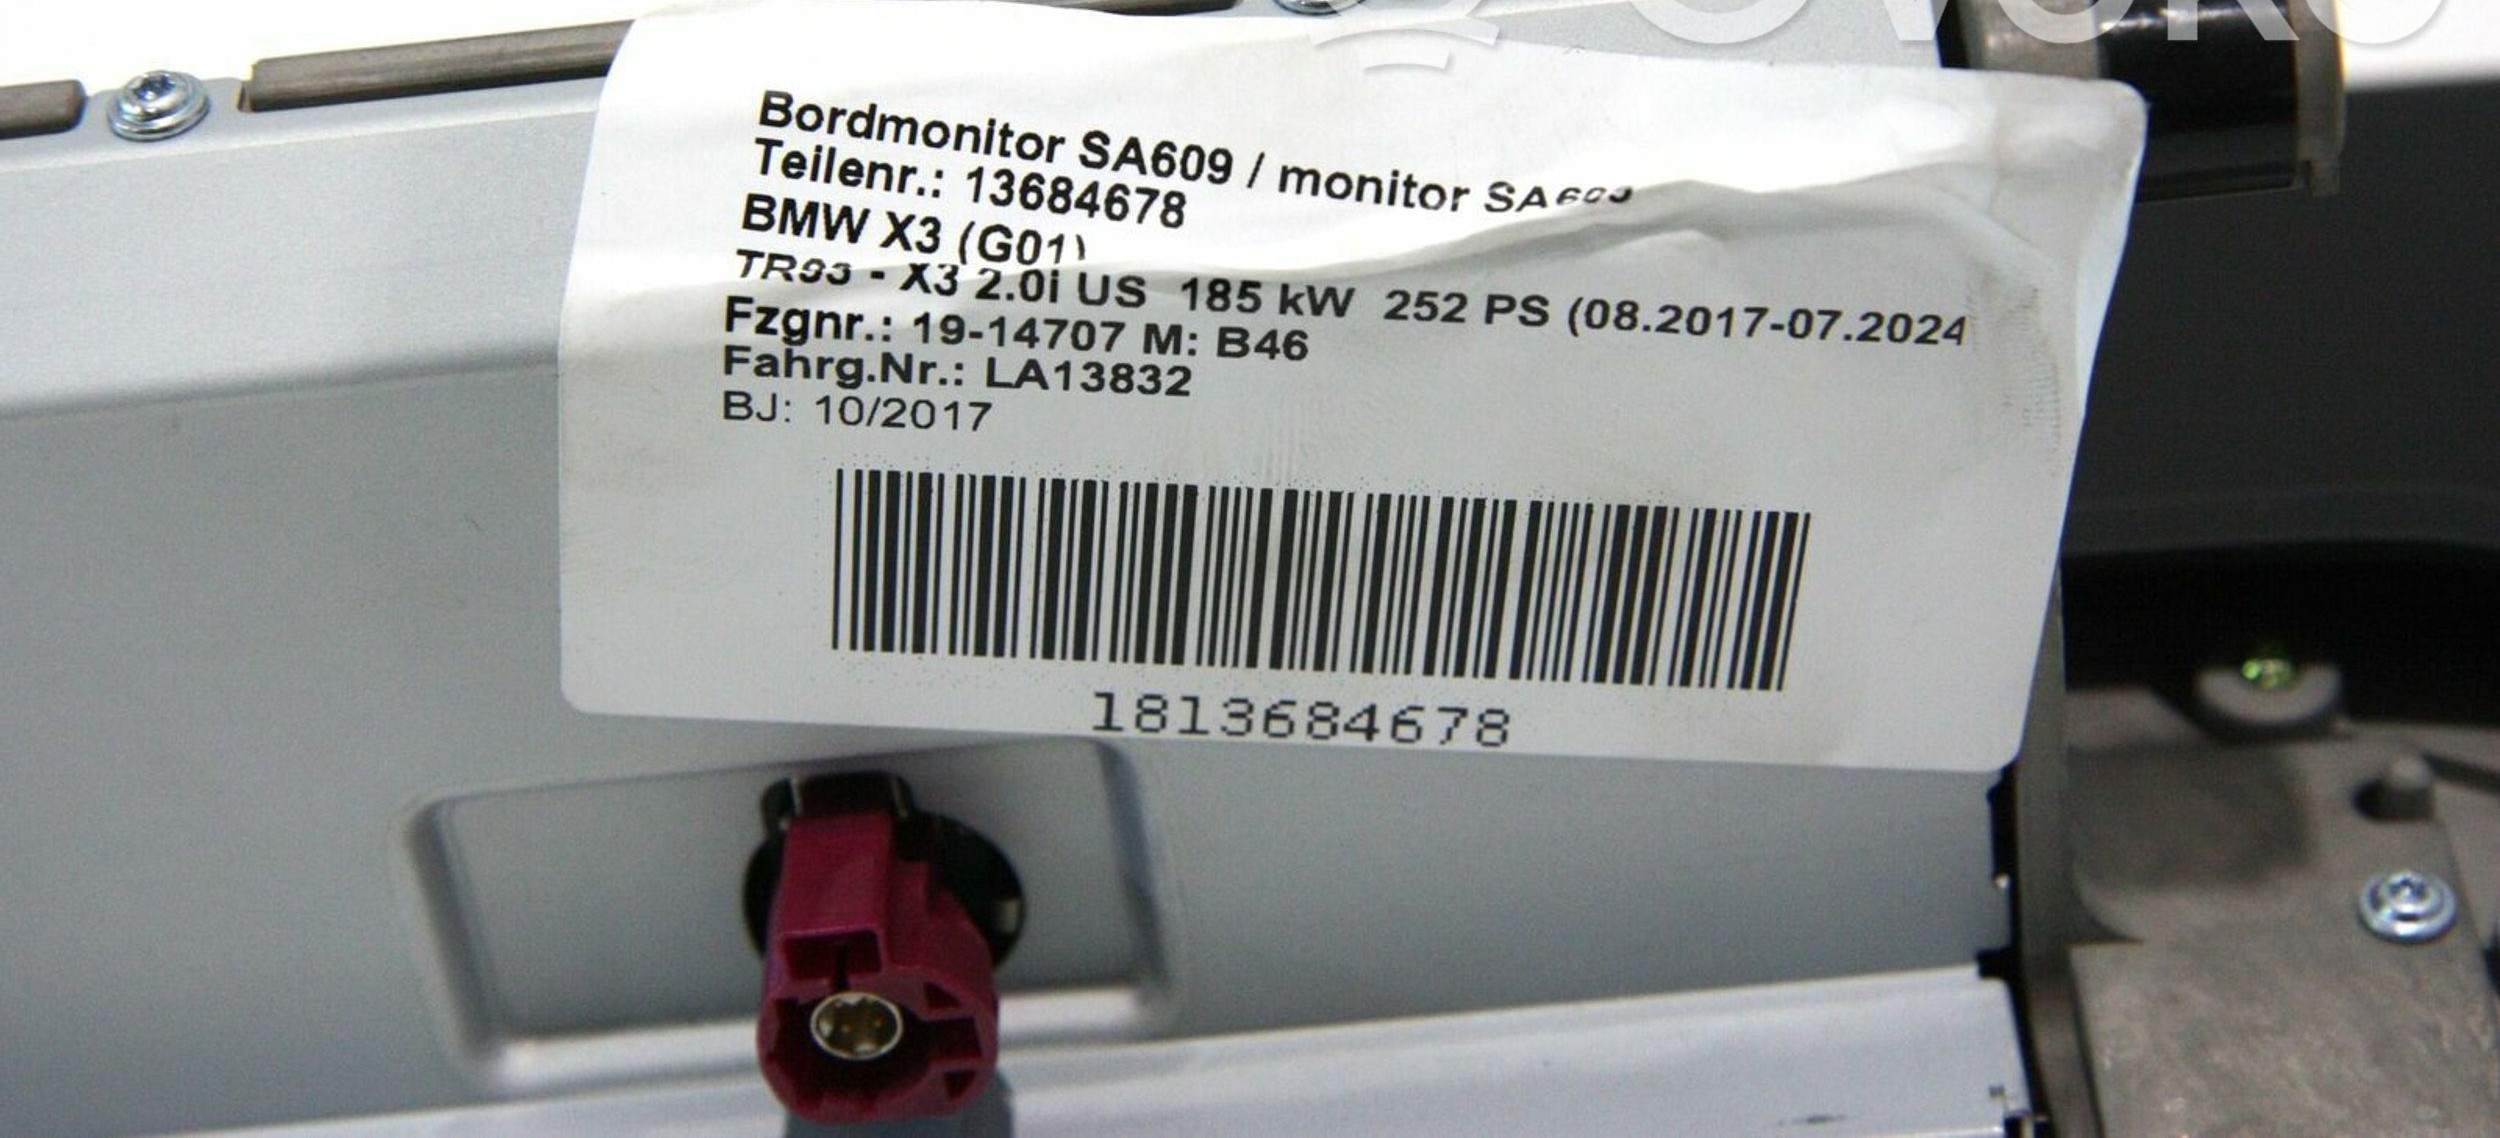 Bordmonitor SA609 / monitor SA609
Teilenr.: 13684678
BMW X3 (G01)
TR93 - X3 2.0i US 185 kW 252 PS (08.2017-07.2024
Fzgnr.: 19-14707 M: B46
Fahrg.Nr.: LA13832
BJ: 10/2017
1813684678